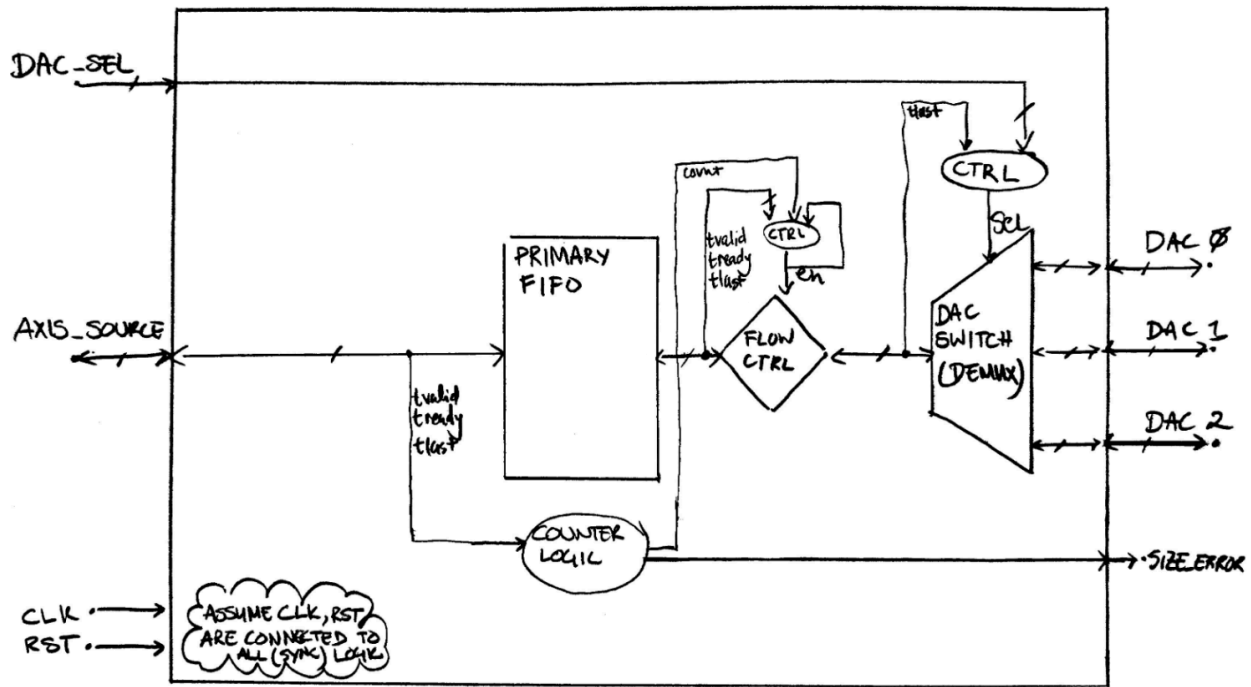 DAC_SEL
tlast
CTRL
count
CTRL
sel
tvalid
tready
tlast
en
PRIMARY
FIFO
DAC Ø
AXIS_SOURCE
FLOW
CTRL
DAC
SWITCH
(DEMUX)
DAC 1
tvalid
tready
tlast
DAC 2
COUNTER
LOGIC
SIZE_ERROR
CLK
RST
ASSUME CLK, RST
ARE CONNECTED TO
ALL (SYNC) LOGIC